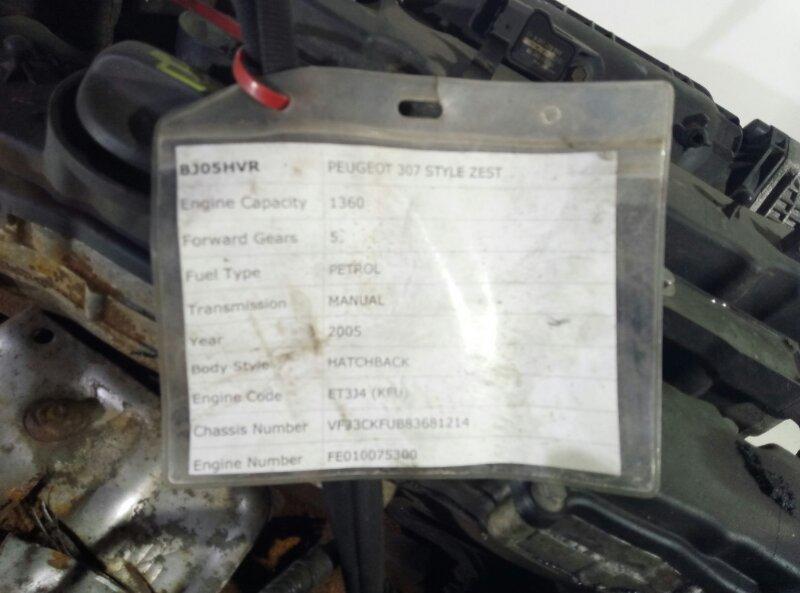 BJ05HVR PEUGEOT 307 STYLE ZEST
Engine Capacity 1360
Forward Gears 5
Fuel Type PETROL
Transmission MANUAL
Year 2005
Body Style HATCHBACK
Engine Code ET3J4 (KFU)
Chassis Number VF33CKFUB83681214
Engine Number FE010075300